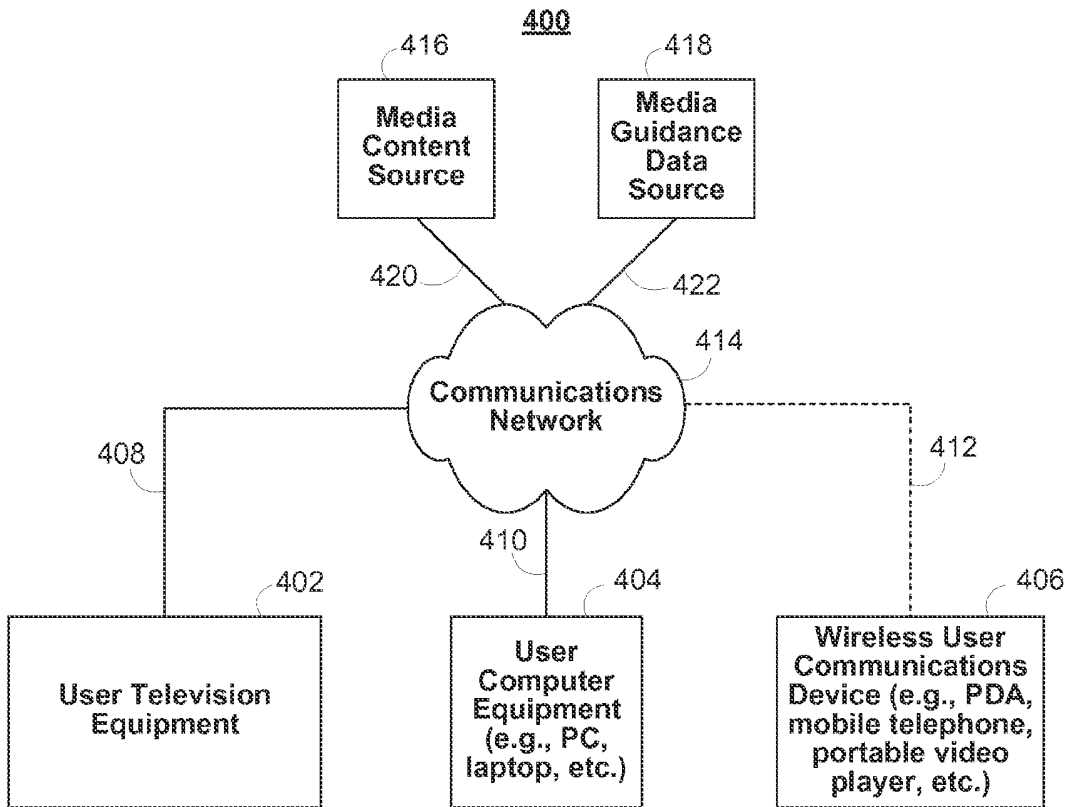 400
416
418
Media
Content
Source
Media
Guidance
Data
Source
420
422
414
Communications
Network
408
412
410
402
404
406
User Television
Equipment
User
Computer
Equipment
(e.g., PC,
laptop, etc.)
Wireless User
Communications
Device (e.g., PDA,
mobile telephone,
portable video
player, etc.)